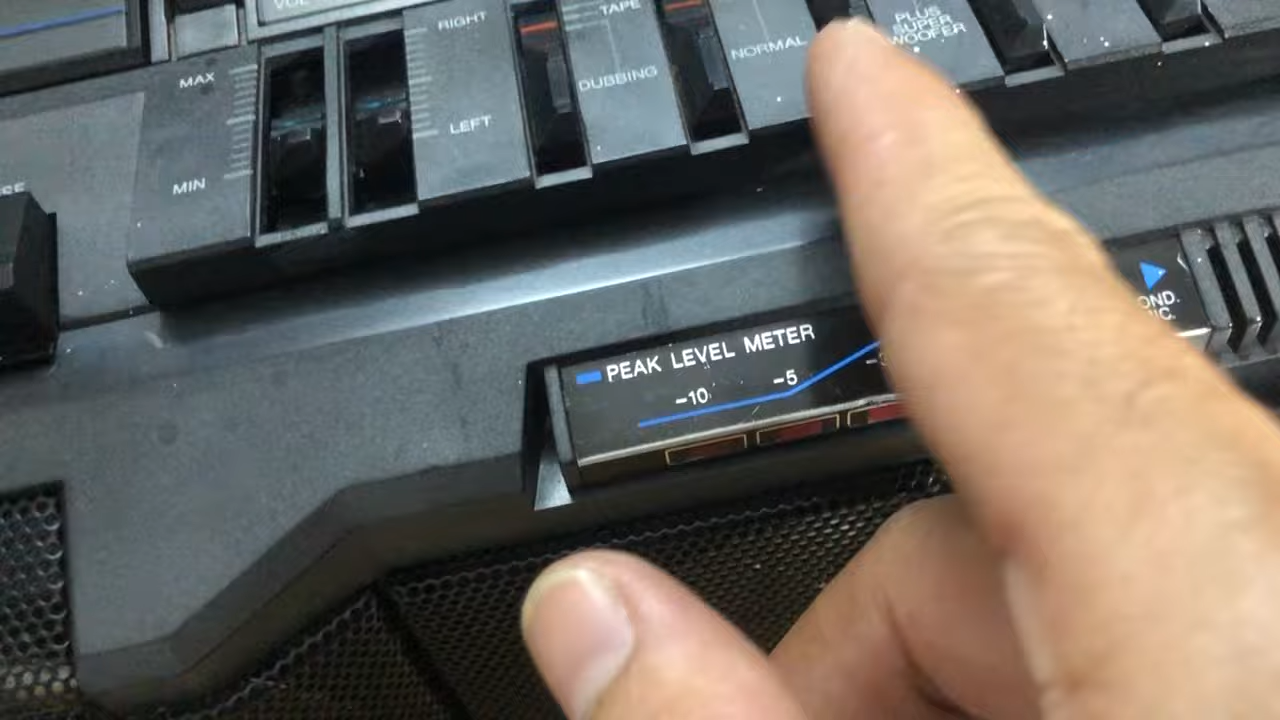 VOL
RIGHT
TAPE
PLUS
SUPER
WOOFER
MAX
DUBBING
NORMAL
LEFT
MIN
PEAK LEVEL METER
-10
-5